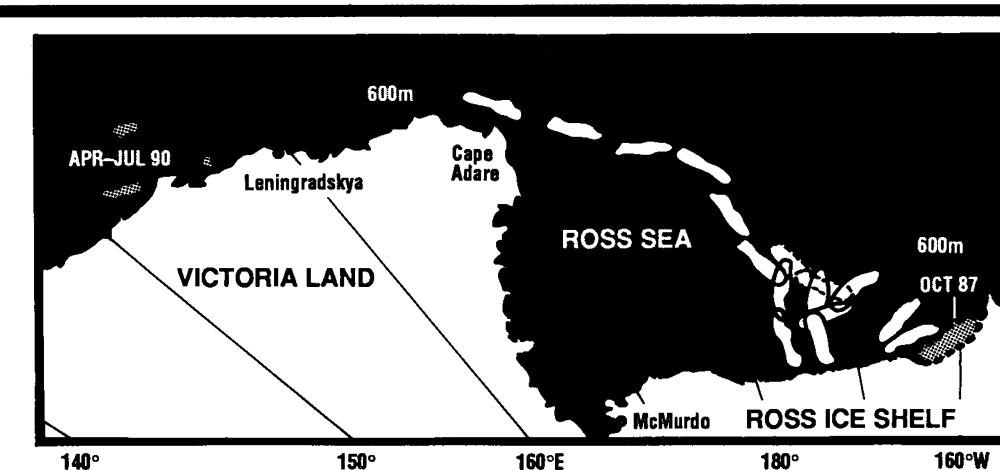 600m
APR–JUL 90
Cape
Adare
Leningradskya
ROSS SEA
600m
VICTORIA LAND
OCT 87
McMurdo
ROSS ICE SHELF
140°
150°
160°E
180°
160°W